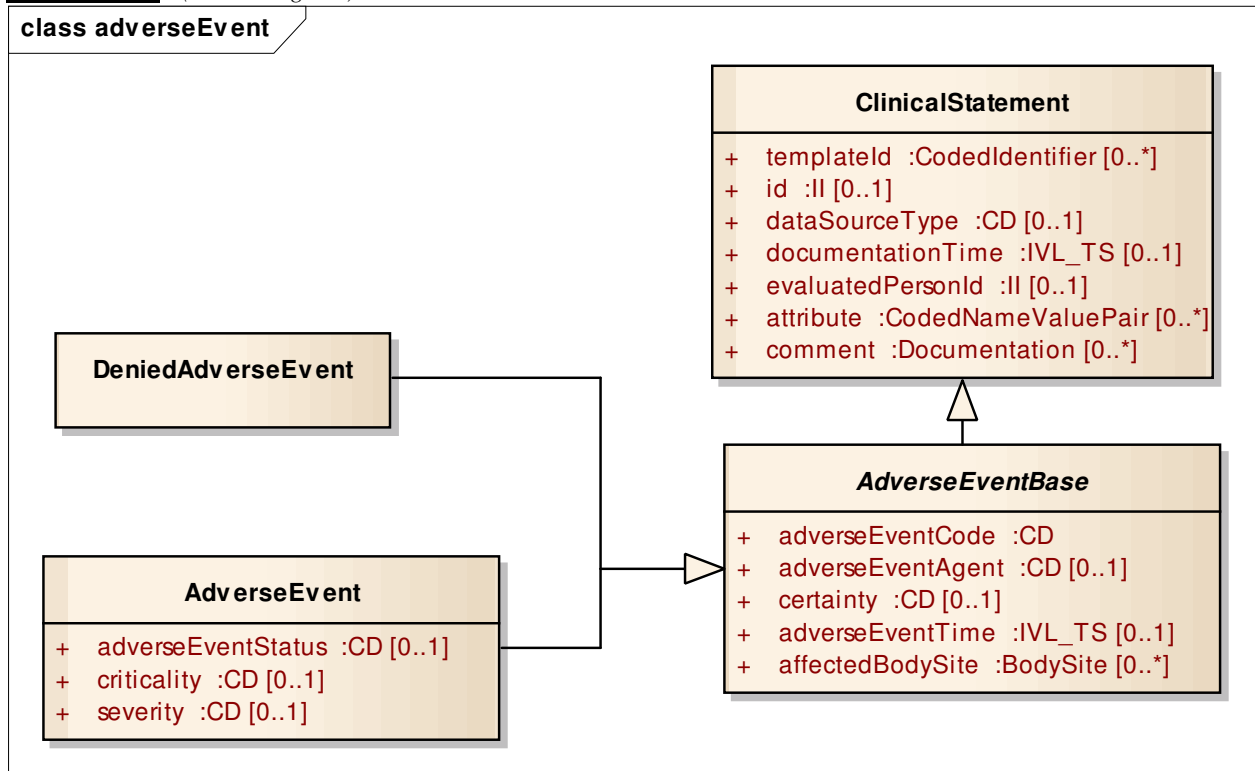 class adverseEvent
ClinicalStatement
+ templateId :CodedIdentifier [0..*]
+ id :II [0..1]
+ dataSourceType :CD [0..1]
+ documentationTime :IVL_TS [0..1]
+ evaluatedPersonId :II [0..1]
+ attribute :CodedNameValuePair [0..*]
+ comment :Documentation [0..*]
DeniedAdverseEvent
AdverseEventBase
+ adverseEventCode :CD
+ adverseEventAgent :CD [0..1]
+ certainty :CD [0..1]
+ adverseEventTime :IVL_TS [0..1]
+ affectedBodySite :BodySite [0..*]
AdverseEvent
+ adverseEventStatus :CD [0..1]
+ criticality :CD [0..1]
+ severity :CD [0..1]